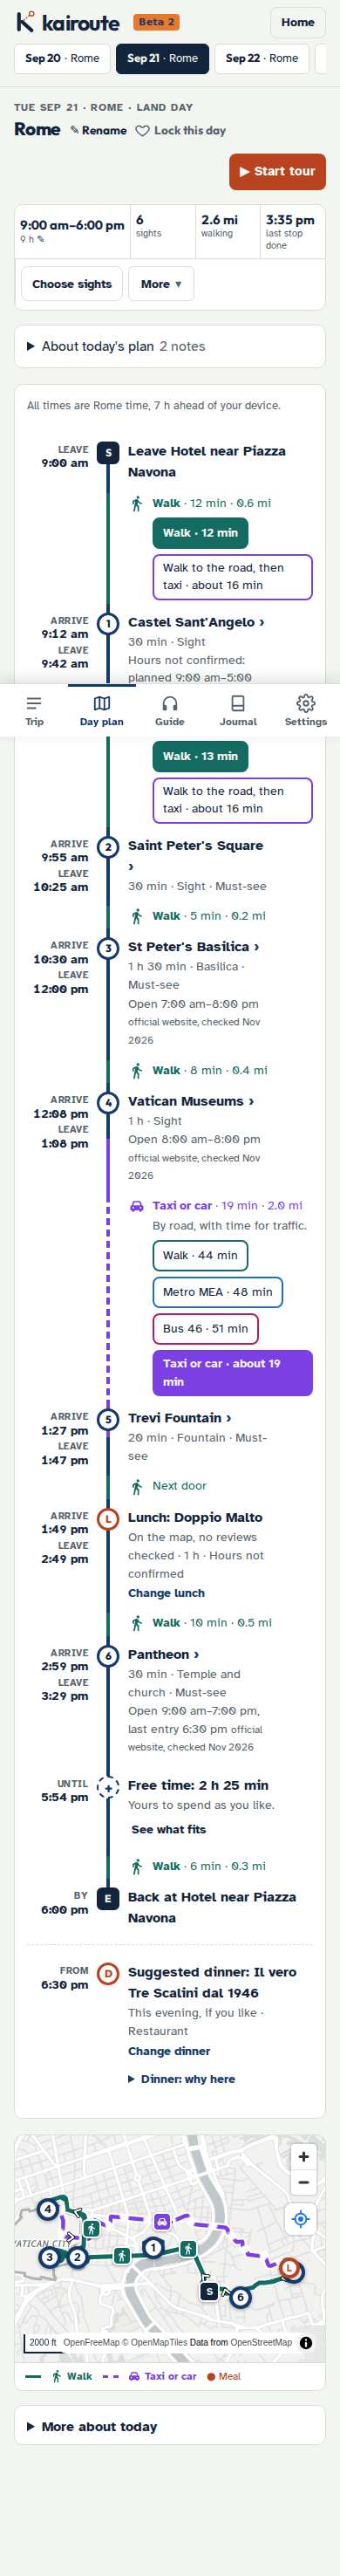 kairoute
Beta 2
Home
Sep 20 · Rome
Sep 21 · Rome
Sep 22 · Rome
TUE SEP 21 · ROME · LAND DAY
Rome ✎ Rename Lock this day
▶ Start tour
9:00 am–6:00 pm
9 h ✎
6
sights
2.6 mi
walking
3:35 pm
last stop
done
Choose sights
More ▾
▶ About today's plan 2 notes
All times are Rome time, 7 h ahead of your device.
LEAVE
9:00 am
S
Leave Hotel near Piazza
Navona
Walk · 12 min · 0.6 mi
Walk · 12 min
Walk to the road, then
taxi · about 16 min
ARRIVE
9:12 am
LEAVE
9:42 am
1
Castel Sant'Angelo ›
30 min · Sight
Hours not confirmed:
planned 9:00 am–5:00
Trip
Day plan
Guide
Journal
Settings
Walk · 13 min
Walk to the road, then
taxi · about 16 min
ARRIVE
9:55 am
LEAVE
10:25 am
2
Saint Peter's Square
›
30 min · Sight · Must-see
Walk · 5 min · 0.2 mi
ARRIVE
10:30 am
LEAVE
12:00 pm
3
St Peter's Basilica ›
1 h 30 min · Basilica ·
Must-see
Open 7:00 am–8:00 pm
official website, checked Nov
2026
Walk · 8 min · 0.4 mi
ARRIVE
12:08 pm
LEAVE
1:08 pm
4
Vatican Museums ›
1 h · Sight
Open 8:00 am–8:00 pm
official website, checked Nov
2026
Taxi or car · 19 min · 2.0 mi
By road, with time for traffic.
Walk · 44 min
Metro MEA · 48 min
Bus 46 · 51 min
Taxi or car · about 19
min
ARRIVE
1:27 pm
LEAVE
1:47 pm
5
Trevi Fountain ›
20 min · Fountain · Must-
see
Next door
ARRIVE
1:49 pm
LEAVE
2:49 pm
L
Lunch: Doppio Malto
On the map, no reviews
checked · 1 h · Hours not
confirmed
Change lunch
Walk · 10 min · 0.5 mi
ARRIVE
2:59 pm
LEAVE
3:29 pm
6
Pantheon ›
30 min · Temple and
church · Must-see
Open 9:00 am–7:00 pm,
last entry 6:30 pm official
website, checked Nov 2026
UNTIL
5:54 pm
+
Free time: 2 h 25 min
Yours to spend as you like.
See what fits
Walk · 6 min · 0.3 mi
BY
6:00 pm
E
Back at Hotel near Piazza
Navona
FROM
6:30 pm
D
Suggested dinner: Il vero
Tre Scalini dal 1946
This evening, if you like ·
Restaurant
Change dinner
▶ Dinner: why here
+
−
4
1
VATICAN CITY
3
2
L
S
6
2000 ft
OpenFreeMap © OpenMapTiles Data from OpenStreetMap
Walk
Taxi or car
Meal
▶ More about today